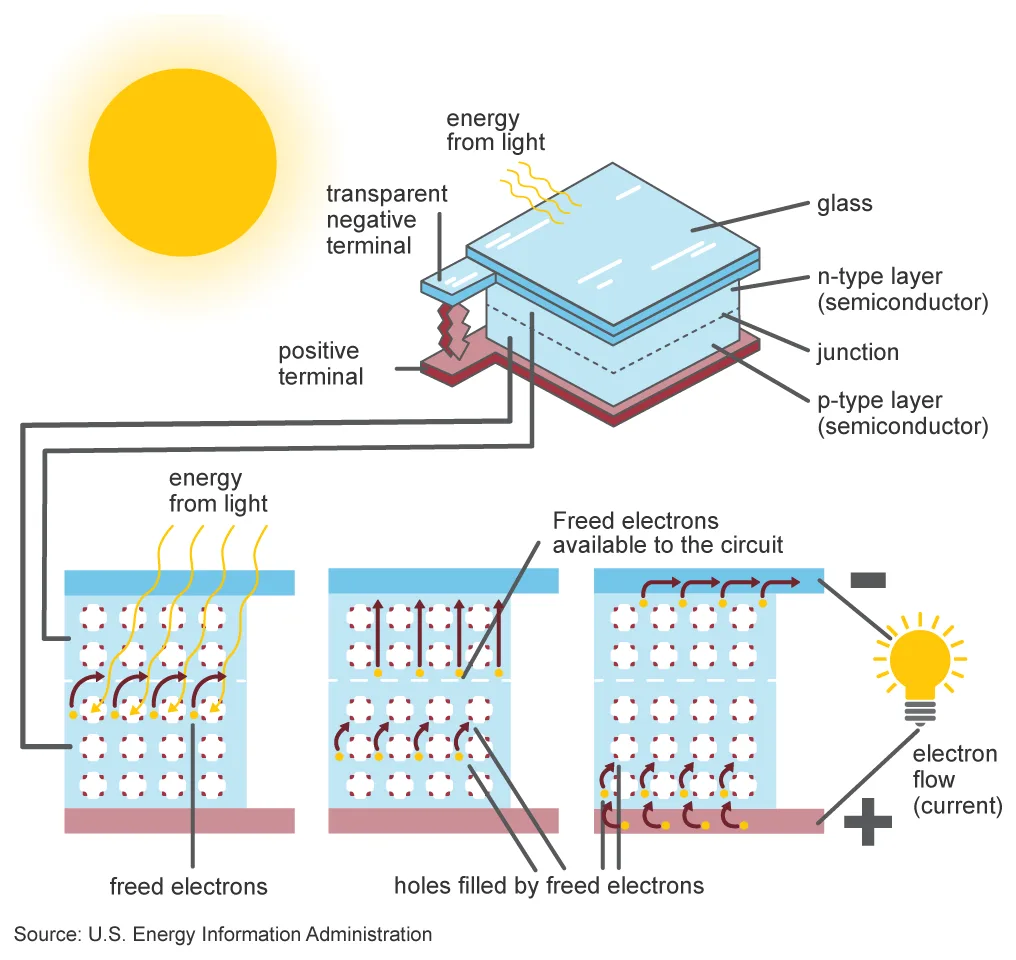 energy
from light
transparent
negative
terminal
glass
n-type layer
(semiconductor)
junction
positive
terminal
p-type layer
(semiconductor)
energy
from light
Freed electrons
available to the circuit
electron
flow
(current)
freed electrons
holes filled by freed electrons
Source: U.S. Energy Information Administration